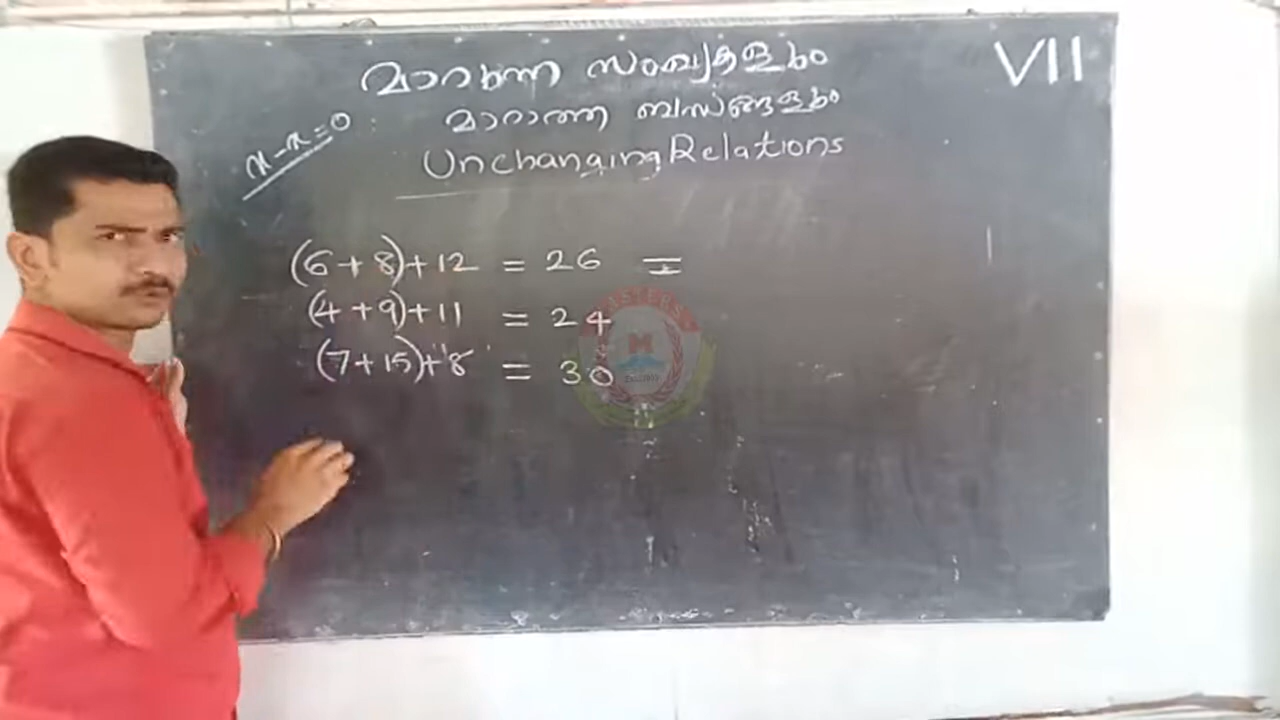 മാറുന്ന സംഖ്യകളും
VII
മാറാത്ത ബന്ധങ്ങളും
x-x=0
Unchanging Relations
(6+8)+12 = 26 =
(4+9)+11 = 24
(7+15)+8 = 30
MASTERS
M